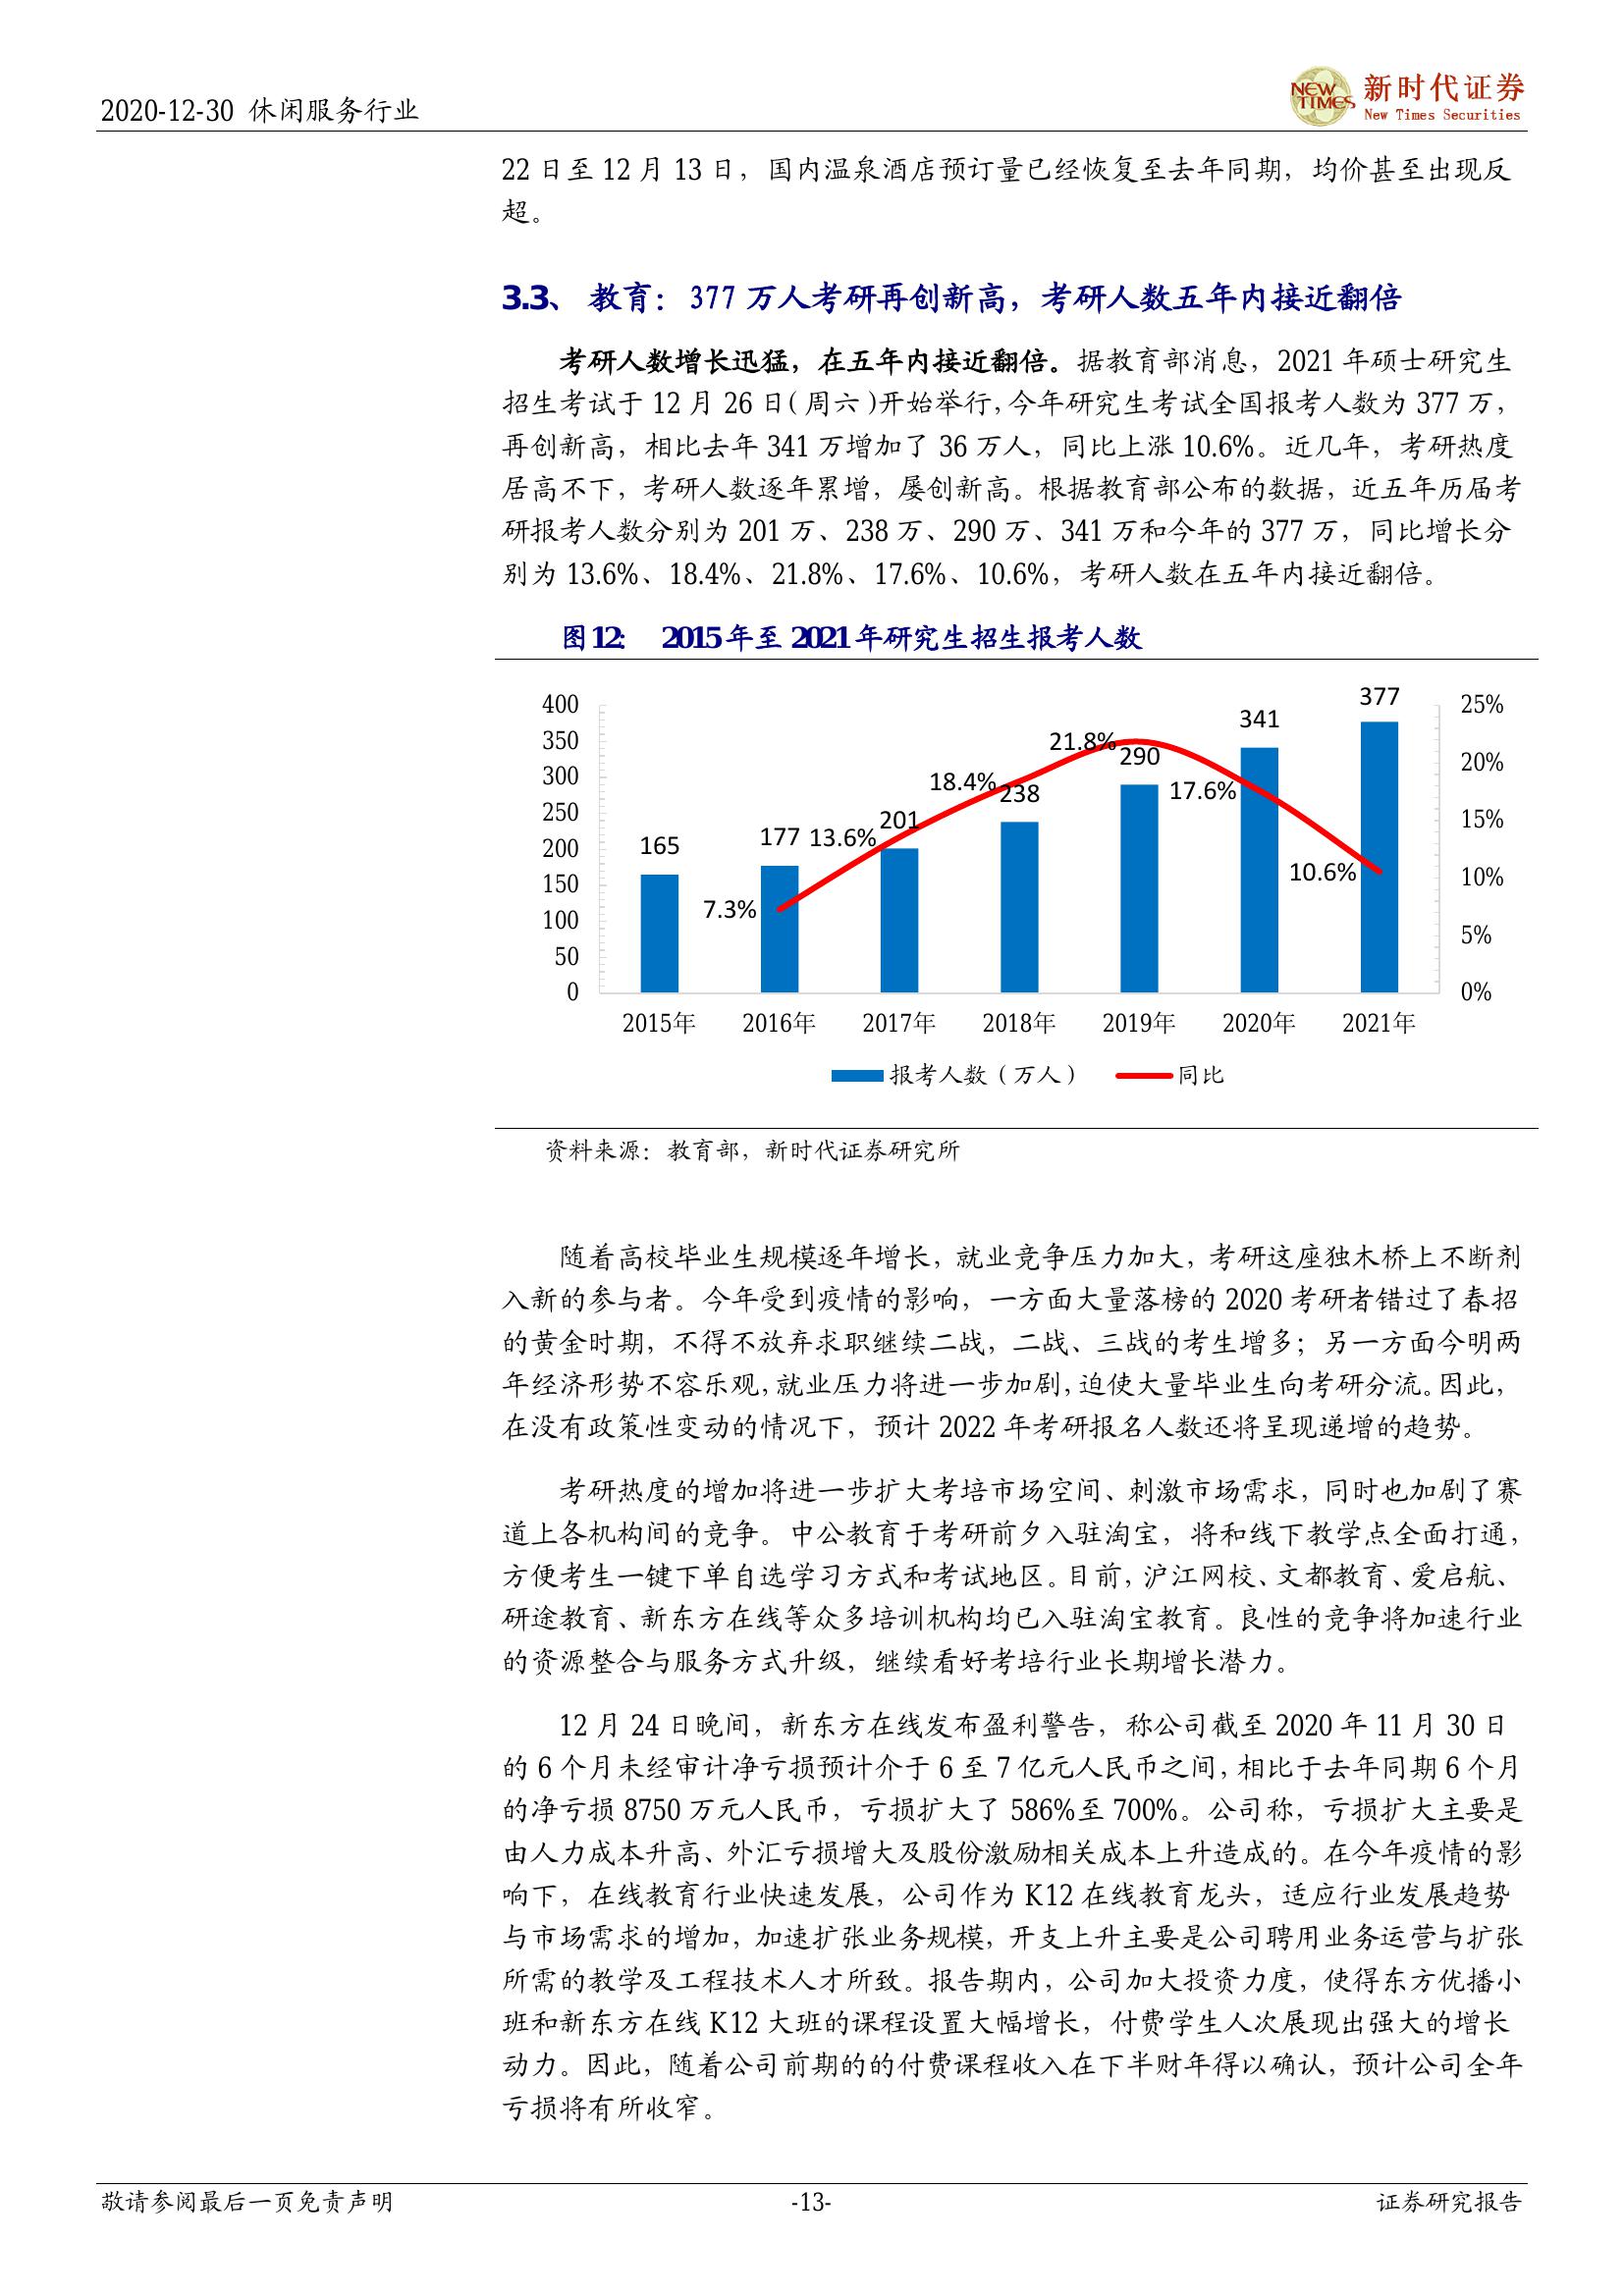 2020-12-30 休闲服务行业
NEW TIMES
新时代证券
New Times Securities
22 日至 12 月 13 日，国内温泉酒店预订量已经恢复至去年同期，均价甚至出现反
超。
3.3、 教育：377 万人考研再创新高，考研人数五年内接近翻倍
考研人数增长迅猛，在五年内接近翻倍。据教育部消息，2021 年硕士研究生
招生考试于 12 月 26 日(周六)开始举行,今年研究生考试全国报考人数为 377 万，
再创新高，相比去年 341 万增加了 36 万人，同比上涨 10.6%。近几年，考研热度
居高不下，考研人数逐年累增，屡创新高。根据教育部公布的数据，近五年历届考
研报考人数分别为 201 万、238 万、290 万、341 万和今年的 377 万，同比增长分
别为 13.6%、18.4%、21.8%、17.6%、10.6%，考研人数在五年内接近翻倍。
图12： 2015年至 2021年研究生招生报考人数
400
350
300
250
200
150
100
50
0
165
177
201
238
290
341
377
7.3%
13.6%
18.4%
21.8%
17.6%
10.6%
25%
20%
15%
10%
5%
0%
2015年 2016年 2017年 2018年 2019年 2020年 2021年
报考人数（万人） 同比
资料来源：教育部，新时代证券研究所
随着高校毕业生规模逐年增长，就业竞争压力加大，考研这座独木桥上不断剂
入新的参与者。今年受到疫情的影响，一方面大量落榜的 2020 考研者错过了春招
的黄金时期，不得不放弃求职继续二战，二战、三战的考生增多；另一方面今明两
年经济形势不容乐观,就业压力将进一步加剧,迫使大量毕业生向考研分流。因此，
在没有政策性变动的情况下，预计 2022 年考研报名人数还将呈现递增的趋势。
考研热度的增加将进一步扩大考培市场空间、刺激市场需求，同时也加剧了赛
道上各机构间的竞争。中公教育于考研前夕入驻淘宝，将和线下教学点全面打通，
方便考生一键下单自选学习方式和考试地区。目前，沪江网校、文都教育、爱启航、
研途教育、新东方在线等众多培训机构均已入驻淘宝教育。良性的竞争将加速行业
的资源整合与服务方式升级，继续看好考培行业长期增长潜力。
12 月 24 日晚间，新东方在线发布盈利警告，称公司截至 2020 年 11 月 30 日
的 6 个月未经审计净亏损预计介于 6 至 7 亿元人民币之间，相比于去年同期 6 个月
的净亏损 8750 万元人民币，亏损扩大了 586%至 700%。公司称，亏损扩大主要是
由人力成本升高、外汇亏损增大及股份激励相关成本上升造成的。在今年疫情的影
响下，在线教育行业快速发展，公司作为 K12 在线教育龙头，适应行业发展趋势
与市场需求的增加，加速扩张业务规模，开支上升主要是公司聘用业务运营与扩张
所需的教学及工程技术人才所致。报告期内，公司加大投资力度，使得东方优播小
班和新东方在线 K12 大班的课程设置大幅增长，付费学生人次展现出强大的增长
动力。因此，随着公司前期的的付费课程收入在下半财年得以确认，预计公司全年
亏损将有所收窄。
敬请参阅最后一页免责声明
-13-
证券研究报告